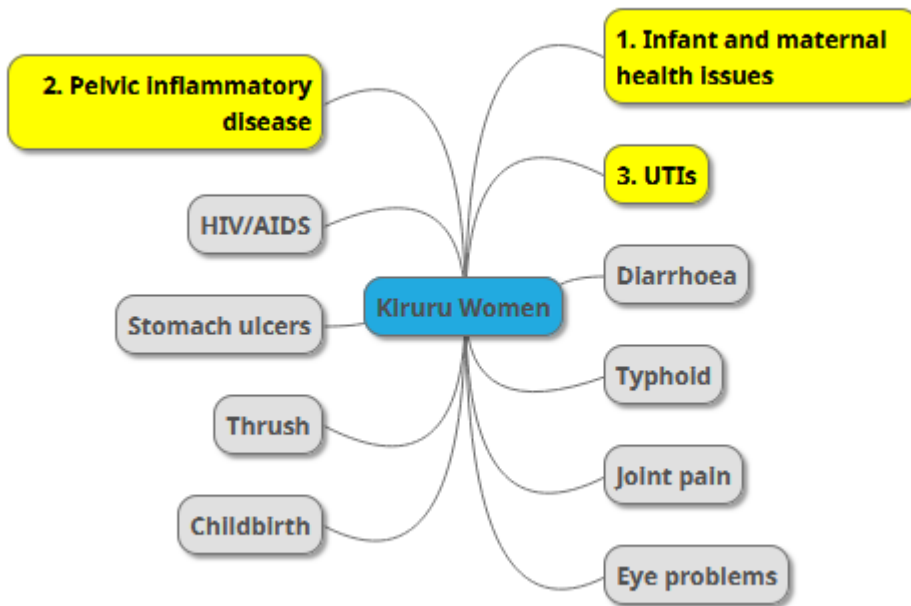 1. Infant and maternal
health issues
2. Pelvic inflammatory
disease
3. UTIs
HIV/AIDS
Diarrhoea
Kiruru Women
Stomach ulcers
Typhoid
Thrush
Joint pain
Childbirth
Eye problems